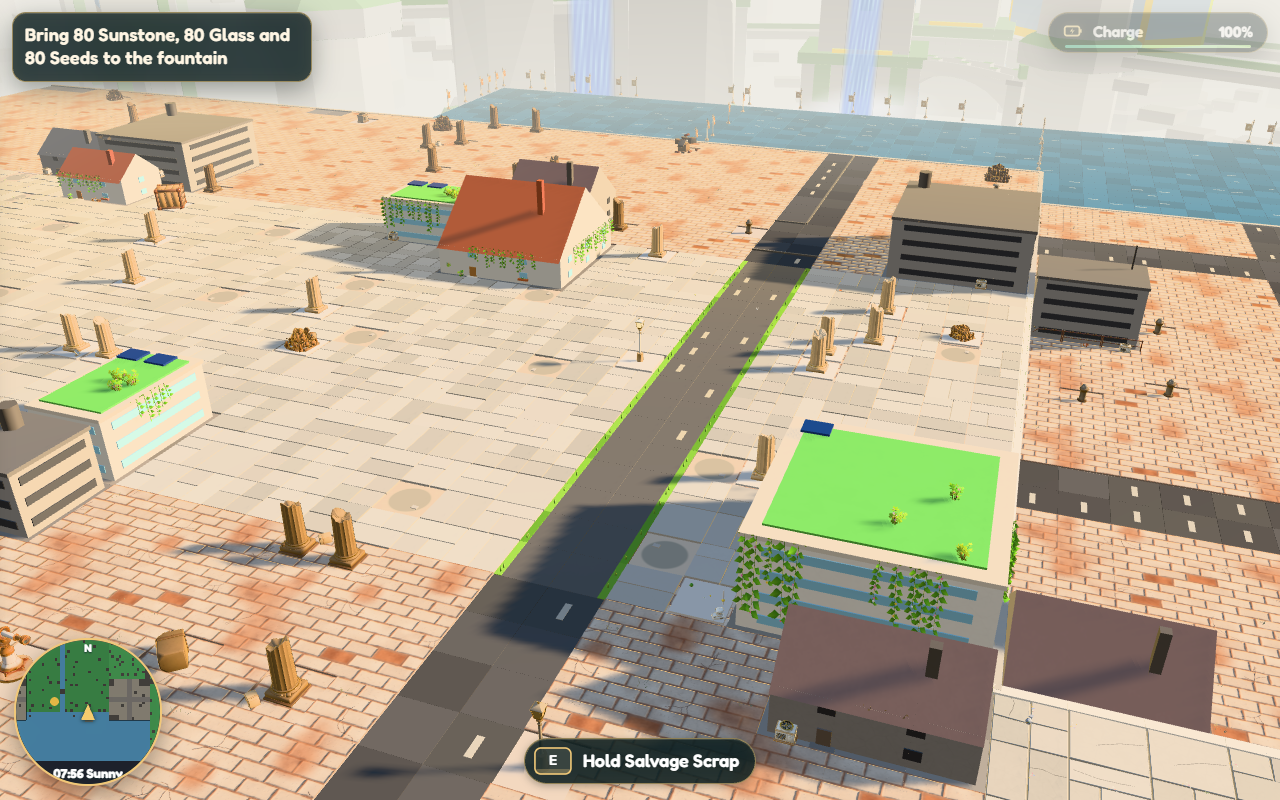 Bring 80 Sunstone, 80 Glass and
80 Seeds to the fountain
Charge 100%
N
07:56 Sunny
E Hold Salvage Scrap